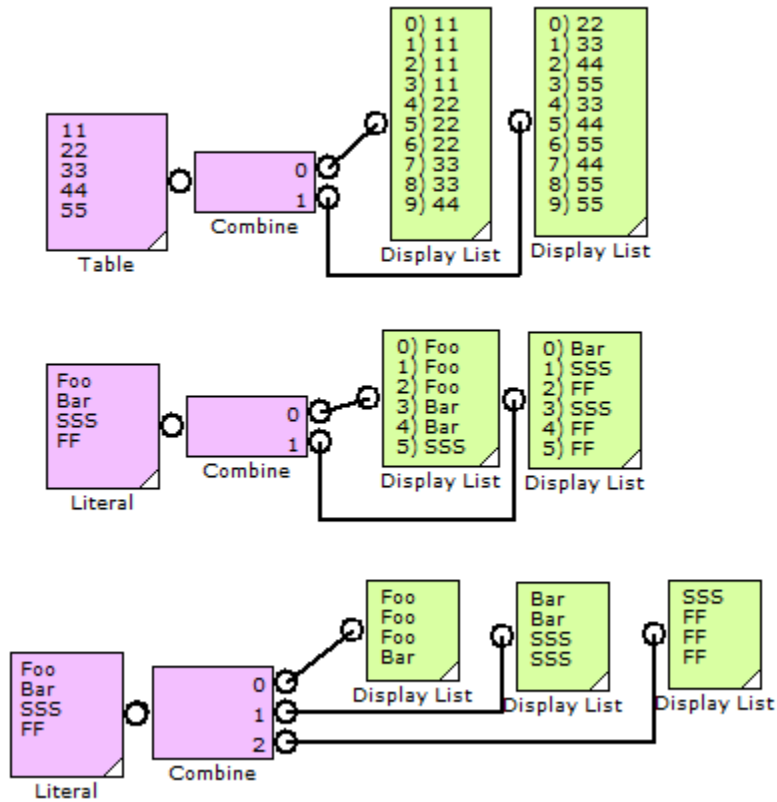 11
22
33
44
55
Table
0
1
Combine
0) 11
1) 11
2) 11
3) 11
4) 22
5) 22
6) 22
7) 33
8) 33
9) 44
Display List
0) 22
1) 33
2) 44
3) 55
4) 33
5) 44
6) 55
7) 44
8) 55
9) 55
Display List
Foo
Bar
SSS
FF
Literal
0
1
Combine
0) Foo
1) Foo
2) Foo
3) Bar
4) Bar
5) SSS
Display List
0) Bar
1) SSS
2) FF
3) SSS
4) FF
5) FF
Display List
Foo
Bar
SSS
FF
Literal
0
1
2
Combine
Foo
Foo
Foo
Bar
Display List
Bar
Bar
SSS
SSS
Display List
SSS
FF
FF
FF
Display List